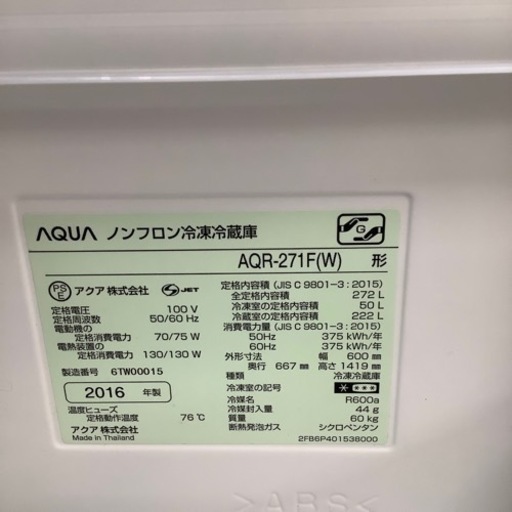 AQUA ノンフロン冷凍冷蔵庫
G
AQR-271F(W) 形
PSE アクア 株式会社 S JET
定格電圧 100 V
定格周波数 50/60 Hz
電動機の
定格消費電力 70/75 W
電熱装置の
定格消費電力 130/130 W
製造番号 6TW00015
2016 年製
温度ヒューズ
定格動作温度 76℃
アクア 株式会社
Made in Thailand
定格内容積 (JIS C 9801-3 : 2015)
全定格内容積 272 L
冷凍室の定格内容積 50 L
冷蔵室の定格内容積 222 L
消費電力量 (JIS C 9801-3 : 2015)
50Hz 375 kWh/年
60Hz 375 kWh/年
外形寸法 幅 600 mm
奥行 667 mm 高さ 1419 mm
種類 冷凍冷蔵庫
冷凍室の記号 ****
冷媒名 R600a
冷媒封入量 44 g
質量 60 kg
断熱発泡ガス シクロペンタン
2FB6P401538000
>ABS<